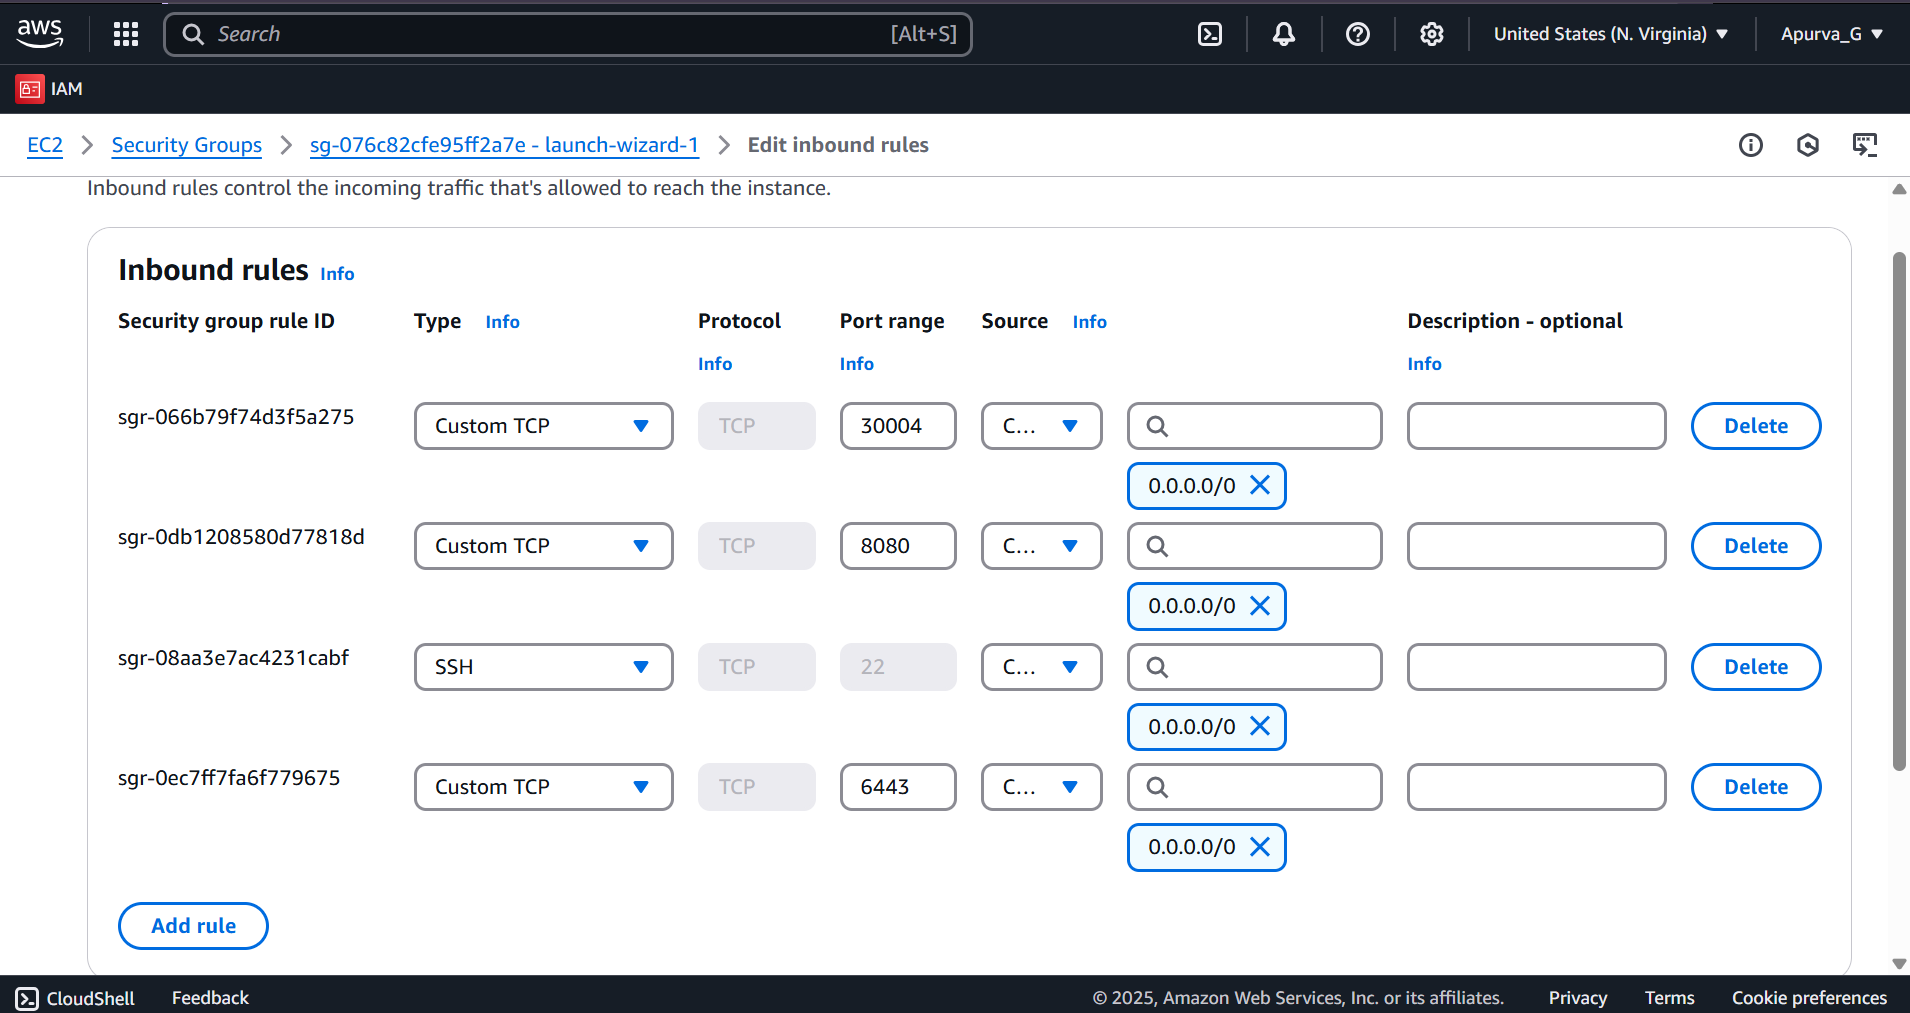 aws
Search [Alt+S] United States (N. Virginia) Apurva_G
IAM
EC2 Security Groups sg-076c82cfe95ff2a7e - launch-wizard-1 Edit inbound rules
Inbound rules control the incoming traffic that's allowed to reach the instance.
Inbound rules Info
Security group rule ID Type Info Protocol Port range Source Info Description - optional
Info Info Info
sgr-066b79f74d3f5a275 Custom TCP TCP 30004 C... Delete
0.0.0.0/0
sgr-0db1208580d77818d Custom TCP TCP 8080 C... Delete
0.0.0.0/0
sgr-08aa3e7ac4231cabf SSH TCP 22 C... Delete
0.0.0.0/0
sgr-0ec7ff7fa6f779675 Custom TCP TCP 6443 C... Delete
0.0.0.0/0
Add rule
CloudShell Feedback © 2025, Amazon Web Services, Inc. or its affiliates. Privacy Terms Cookie preferences